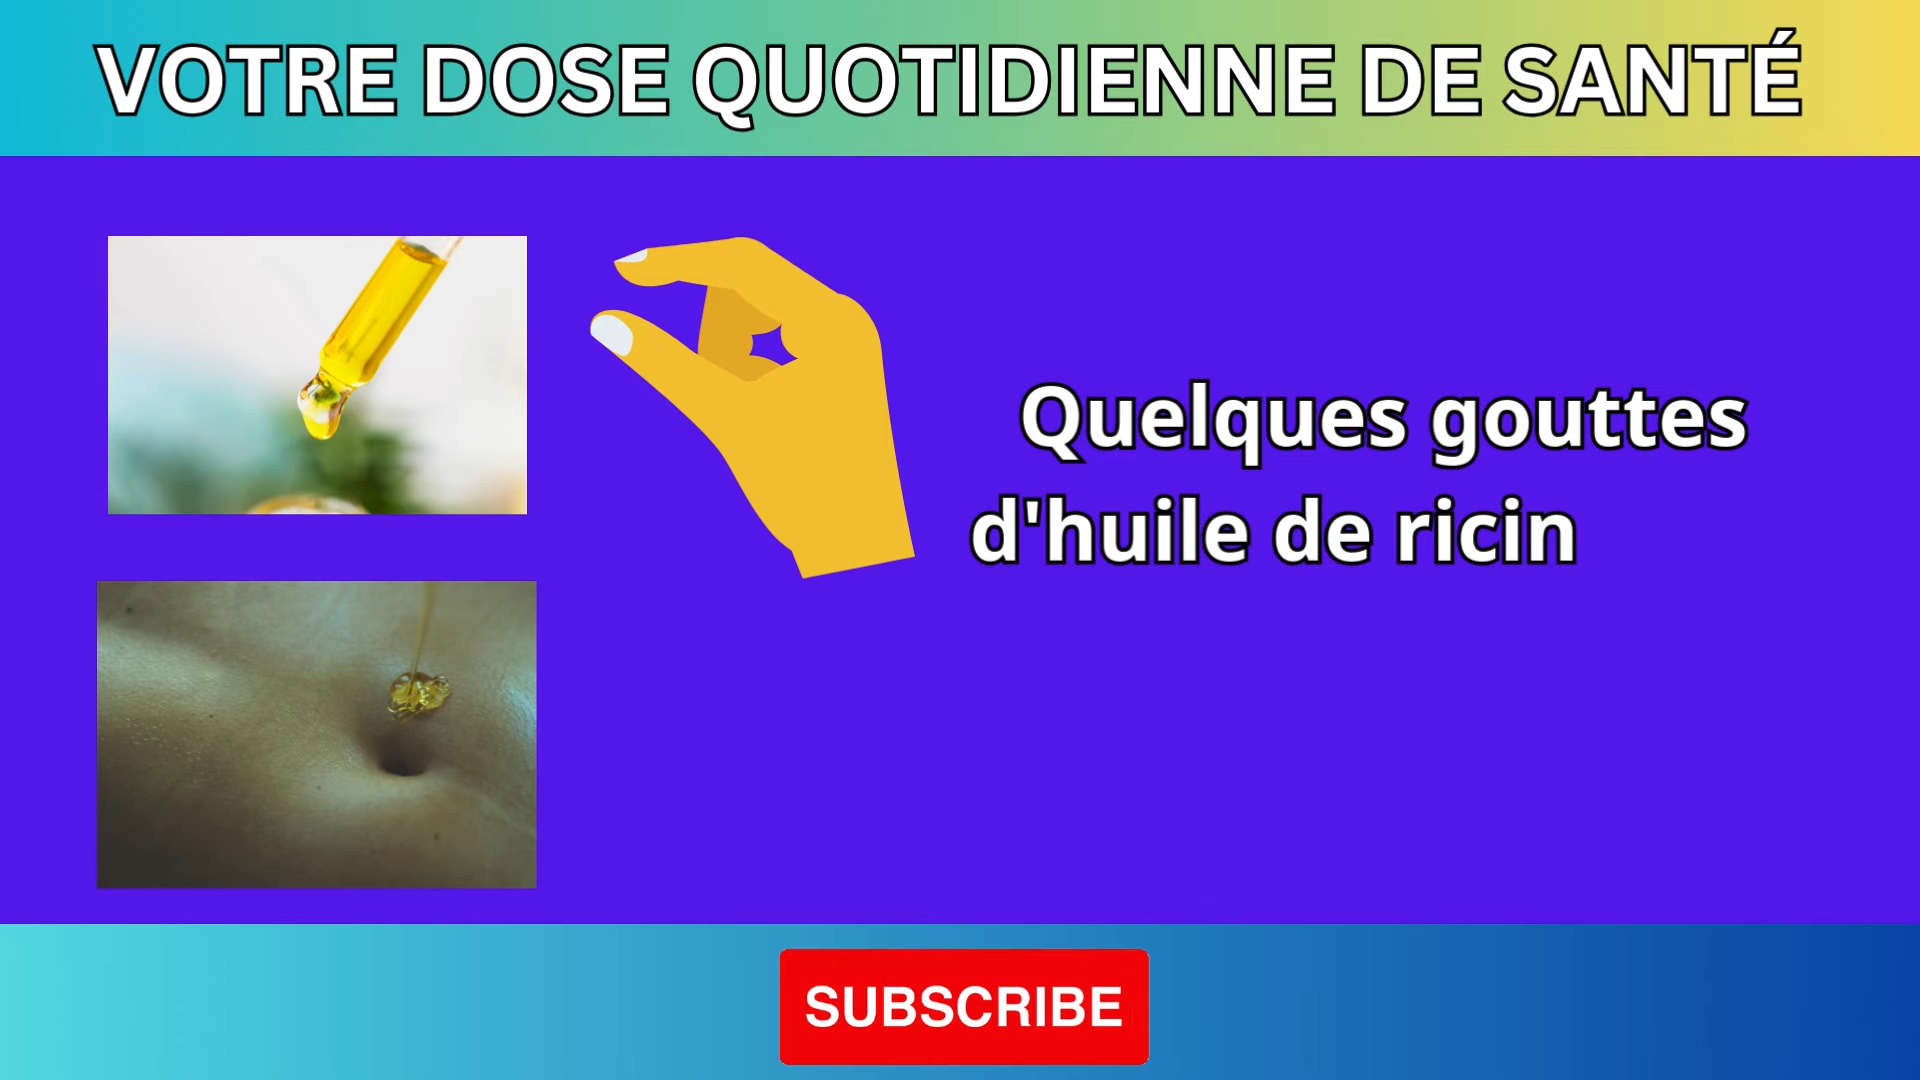 VOTRE DOSE QUOTIDIENNE DE SANTÉ
Quelques gouttes
d'huile de ricin
SUBSCRIBE